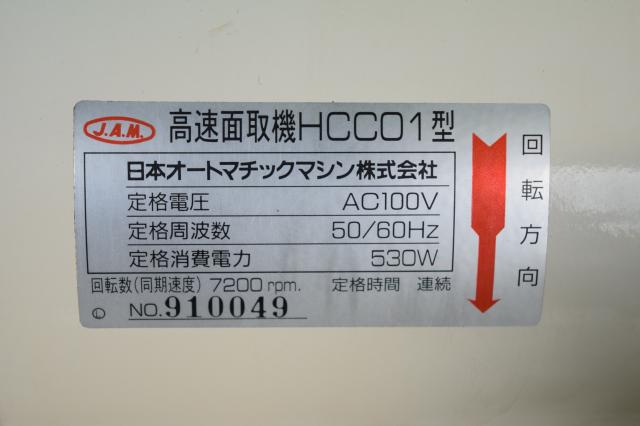 J.A.M. 高速面取機HCC01型
日本オートマチックマシン株式会社
定格電圧 AC100V
定格周波数 50/60Hz
定格消費電力 530W
回転数(同期速度) 7200 rpm. 定格時間 連続
Ⓛ NO.910049
回転方向